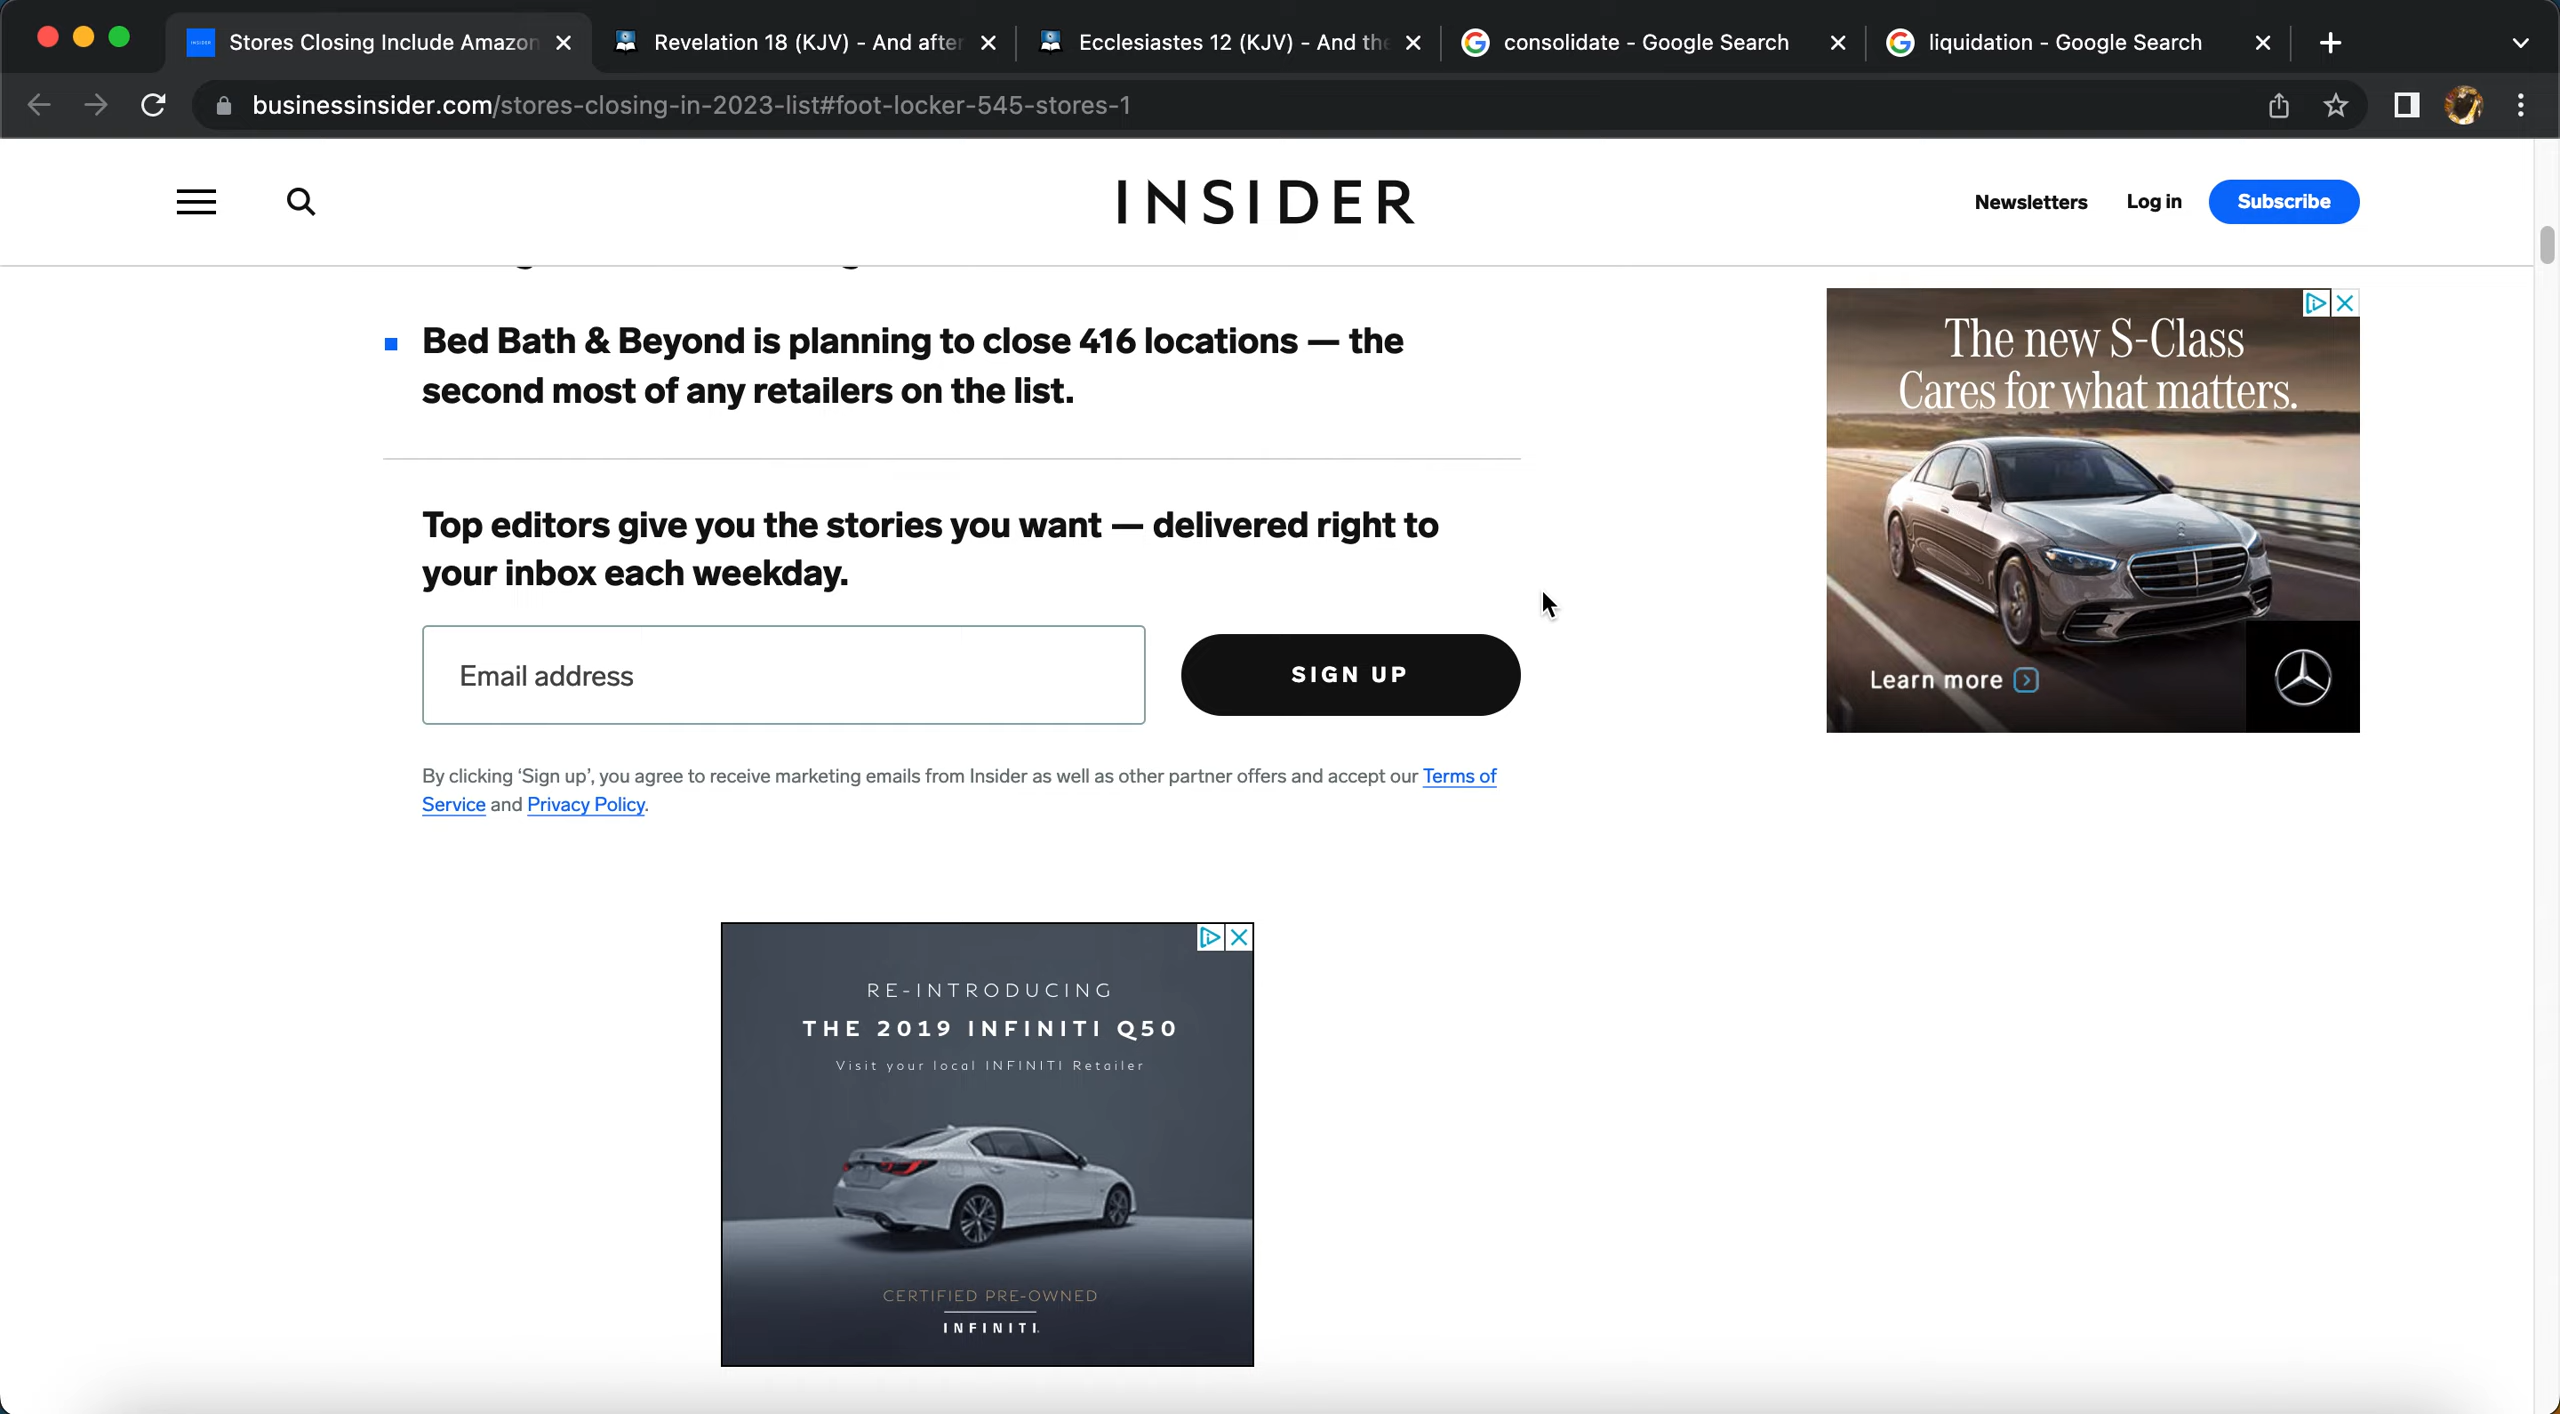 Stores Closing Include Amazon
Revelation 18 (KJV) - And after
Ecclesiastes 12 (KJV) - And the
consolidate - Google Search
liquidation - Google Search
businessinsider.com/stores-closing-in-2023-list#foot-locker-545-stores-1
INSIDER
Newsletters
Log in
Subscribe
Bed Bath & Beyond is planning to close 416 locations — the
second most of any retailers on the list.
The new S-Class
Cares for what matters.
Learn more
Top editors give you the stories you want — delivered right to
your inbox each weekday.
Email address
SIGN UP
By clicking ‘Sign up’, you agree to receive marketing emails from Insider as well as other partner offers and accept our Terms of
Service and Privacy Policy.
RE-INTRODUCING
THE 2019 INFINITI Q50
Visit your local INFINITI Retailer
CERTIFIED PRE-OWNED
INFINITI